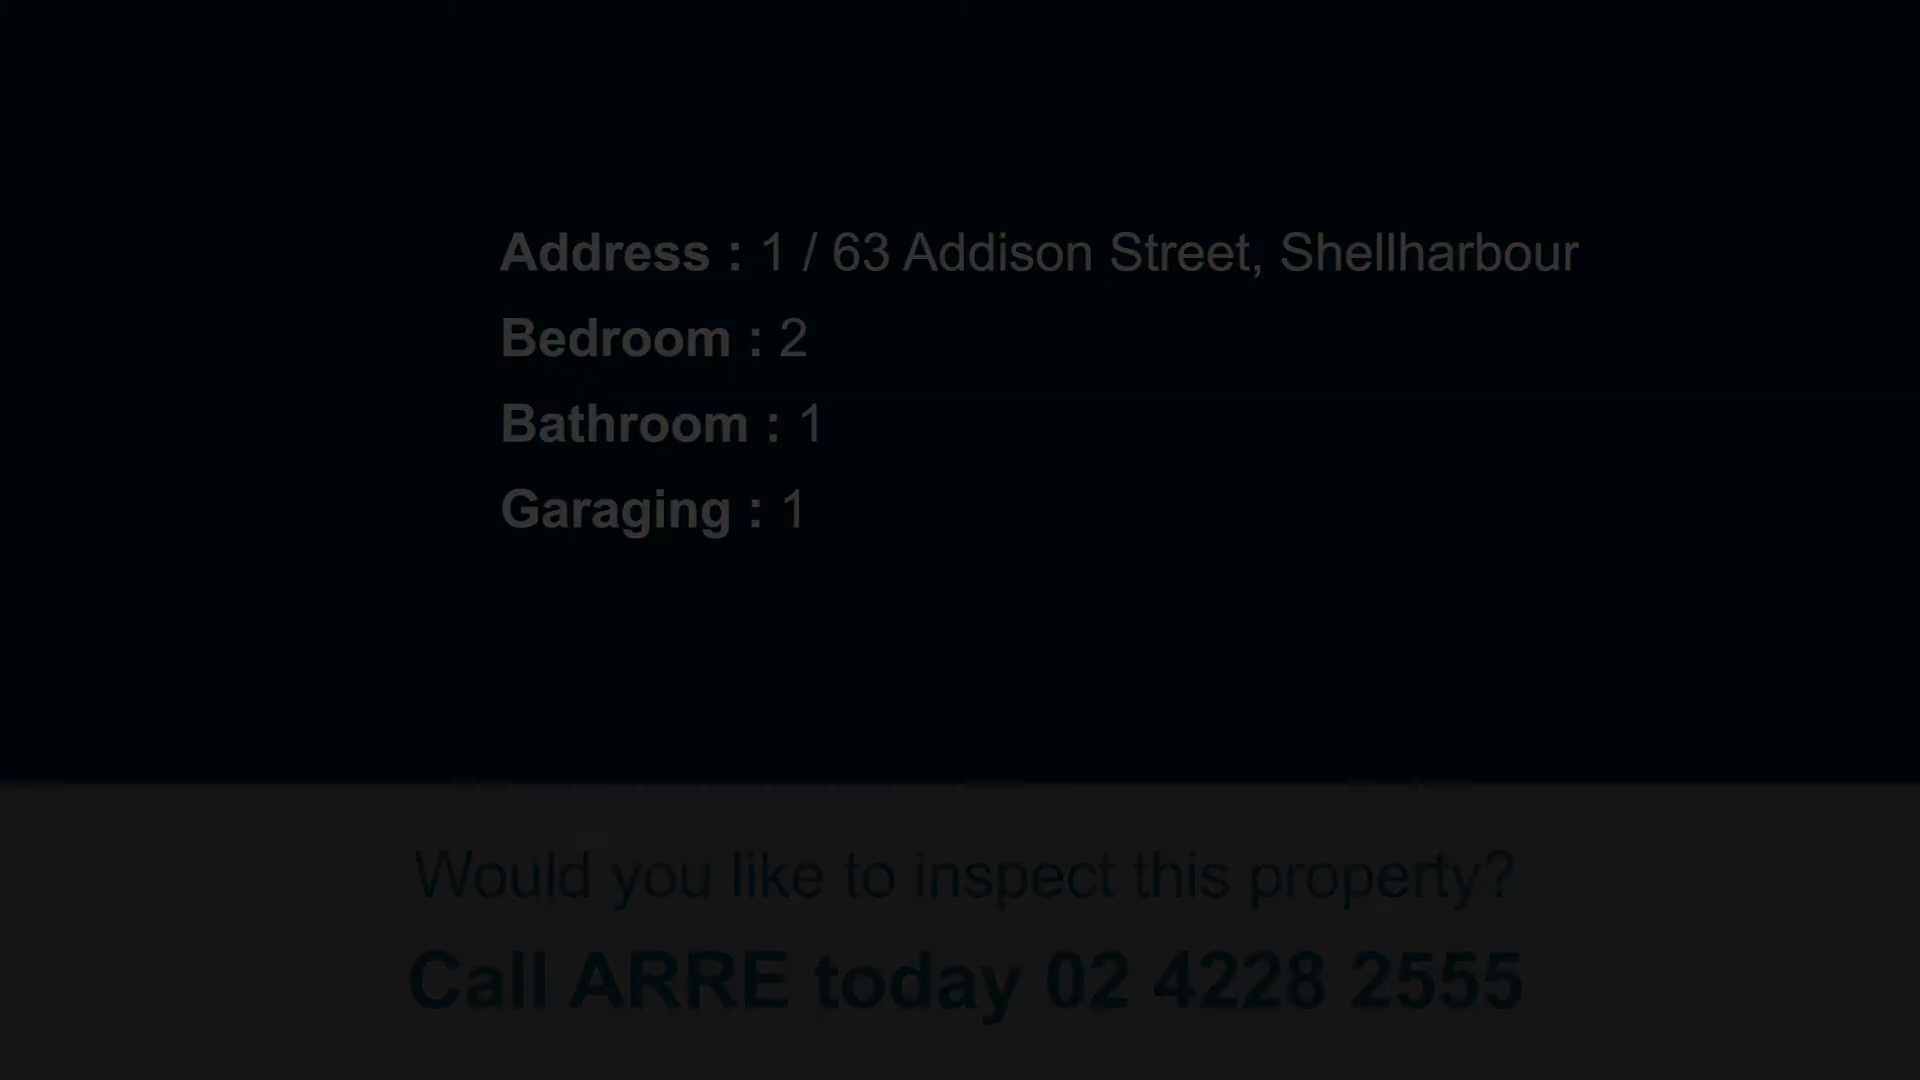 Address : 1 / 63 Addison Street, Shellharbour
Bedroom : 2
Bathroom : 1
Garaging : 1
Would you like to inspect this property?
Call ARRE today 02 4228 2555